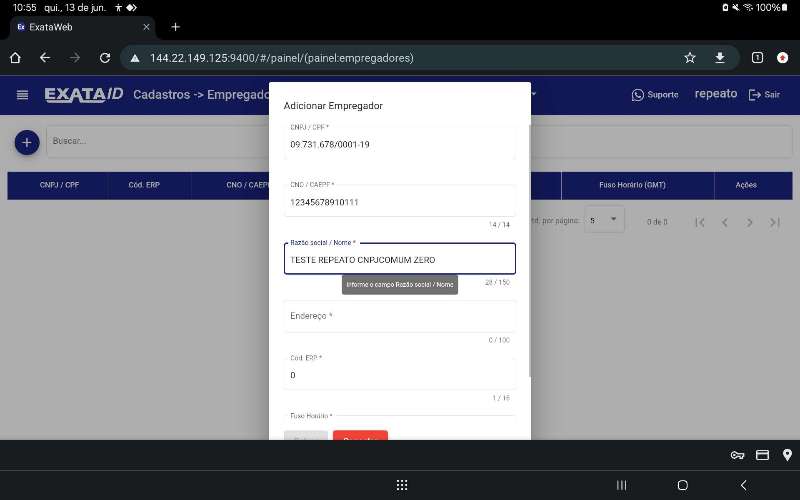 10:55 qui., 13 de jun.
100%
Ex ExataWeb
144.22.149.125:9400/#/painel/(painel:empregadores)
1
EXATA ID Cadastros -> Empregado
Suporte repeato Sair
Adicionar Empregador
CNPJ / CPF *
09.731.678/0001-19
Buscar...
CNPJ / CPF Cód. ERP CNO / CAEPF Fuso Horário (GMT) Ações
CNO / CAEPF *
12345678910111
14 / 14
por página: 5 0 de 0
Razão social / Nome *
TESTE REPEATO CNPJCOMUM ZERO
28 / 150
Informe o campo Razão social / Nome
Endereço *
0 / 100
Cód. ERP *
0
1 / 16
Fuso Horário *